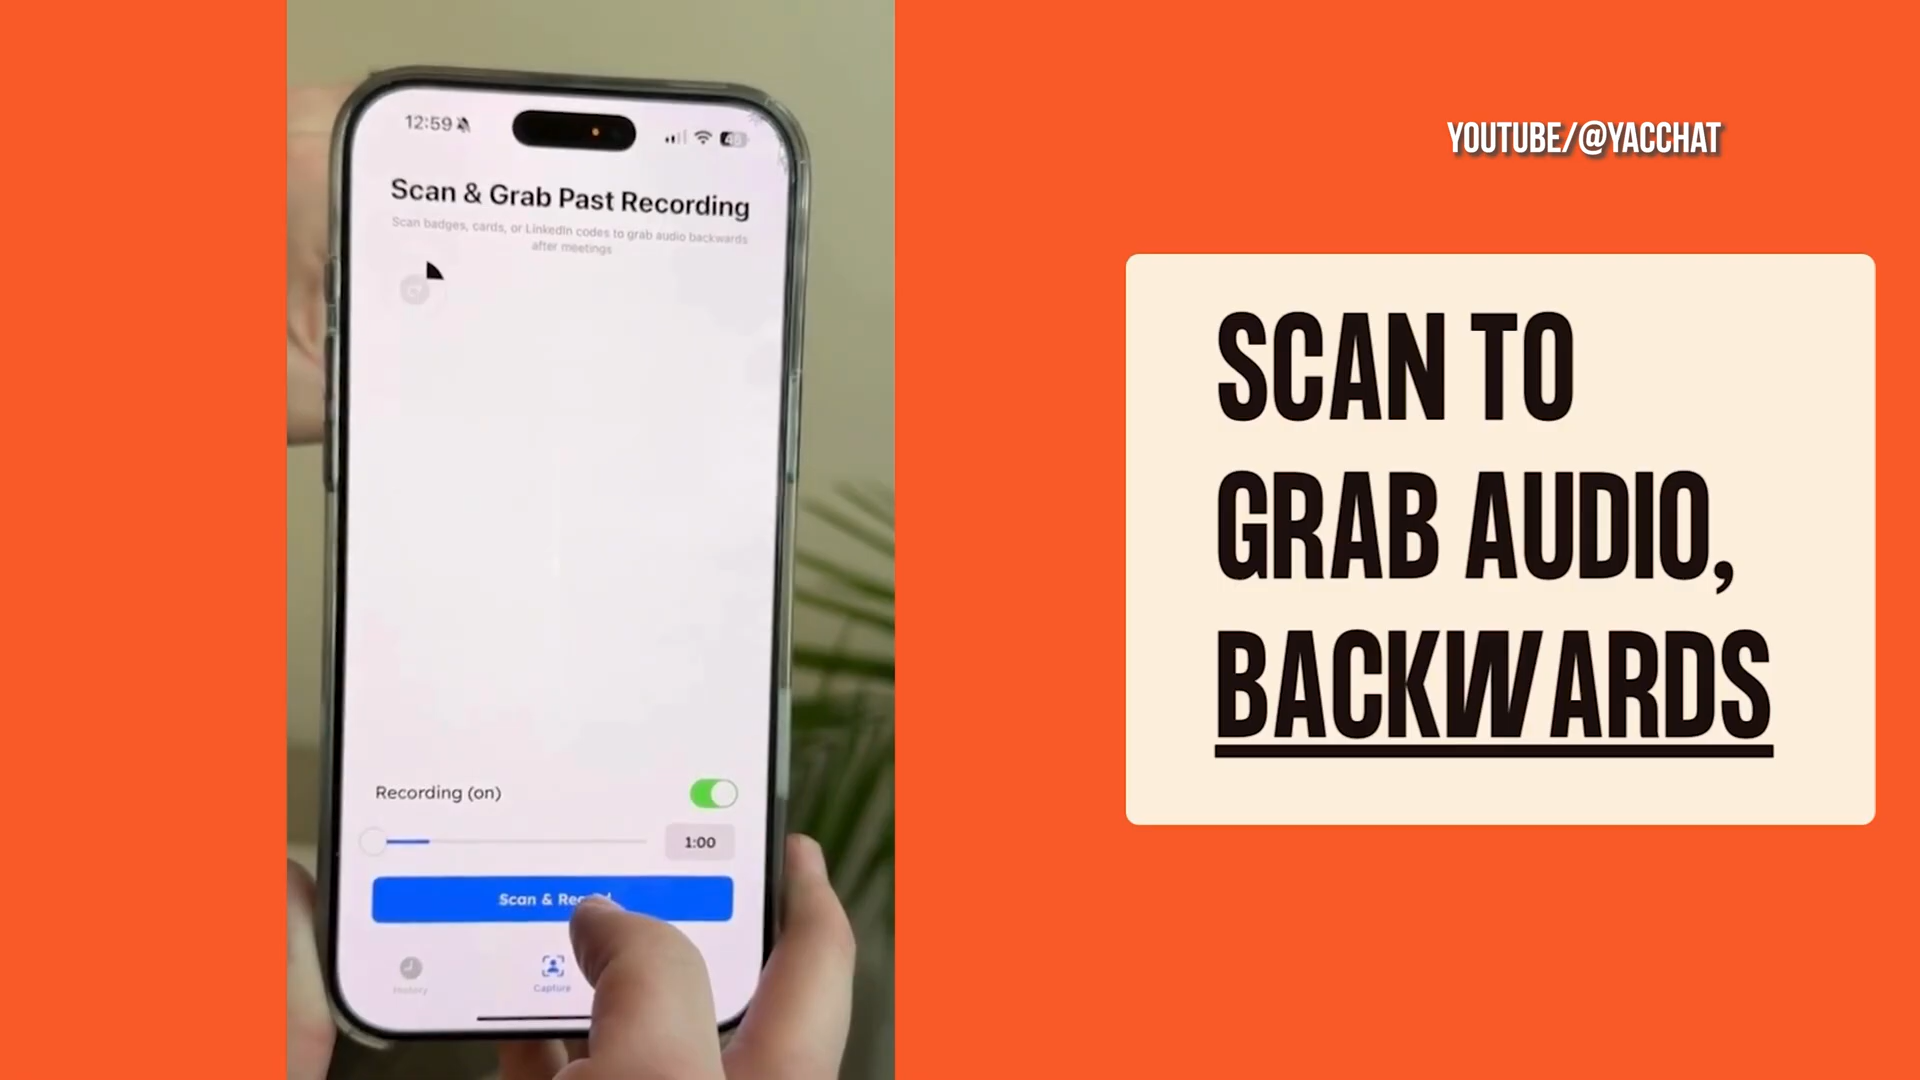 12:59
Scan & Grab Past Recording
Scan badges, cards, or LinkedIn codes to grab audio backwards
after meetings
Recording (on)
1:00
Scan &
History
Capture
YOUTUBE/@YACCHAT
SCAN TO
GRAB AUDIO,
BACKWARDS